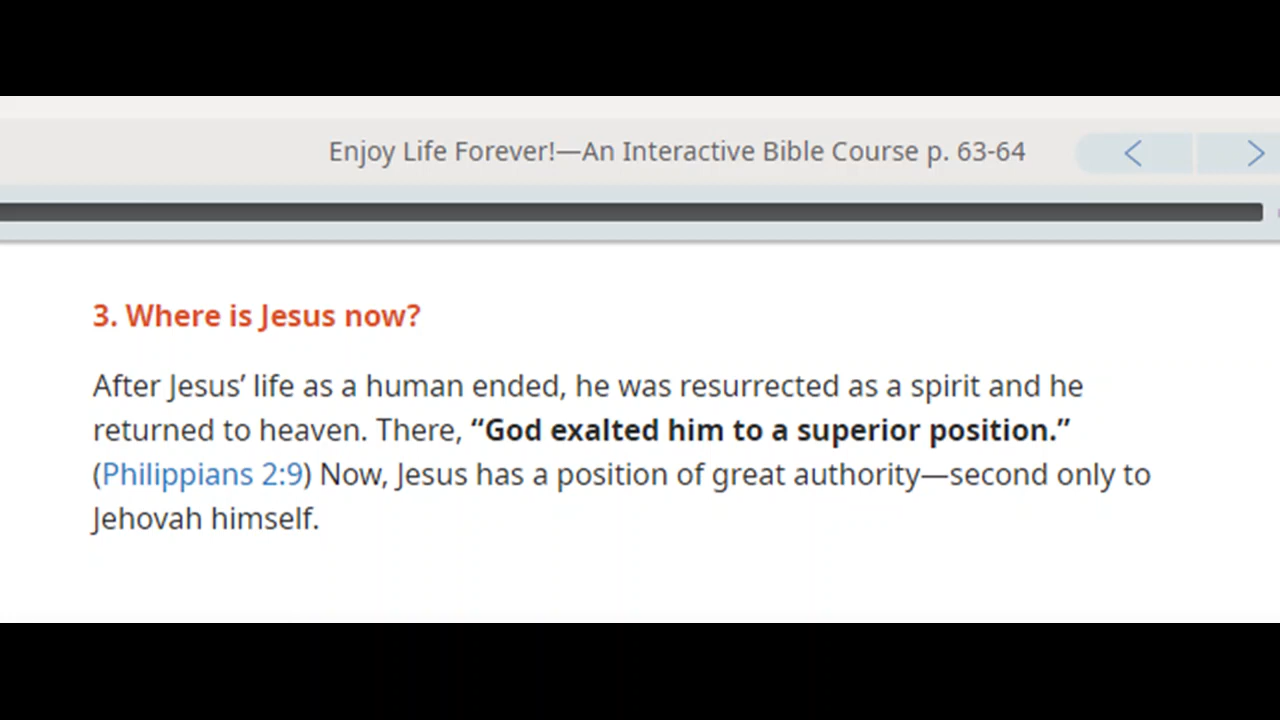 Enjoy Life Forever!—An Interactive Bible Course p. 63-64
3. Where is Jesus now?
After Jesus’ life as a human ended, he was resurrected as a spirit and he
returned to heaven. There, “God exalted him to a superior position.”
(Philippians 2:9) Now, Jesus has a position of great authority—second only to
Jehovah himself.